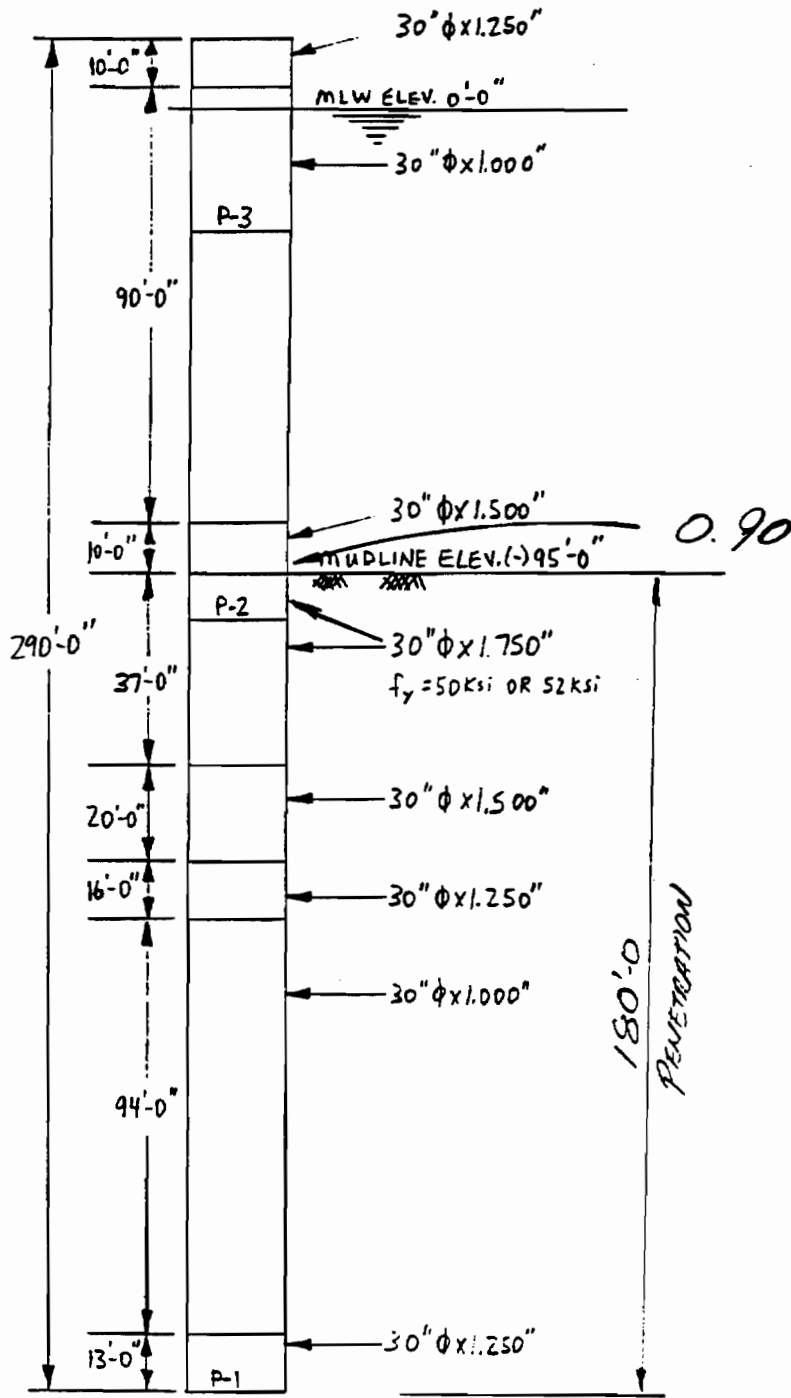 30"ϕx1.250"
10'-0"
MLW ELEV. 0'-0"
30"ϕx1.000"
P-3
90'-0"
30"ϕx1.500"
0.90
10'-0"
MUDLINE ELEV.(-)95'-0"
P-2
290'-0"
30"ϕx1.750"
37'-0"
fy =50Ksi OR 52Ksi
20'-0"
30"ϕx1.500"
16'-0"
30"ϕx1.250"
180'-0
PENETRATION
30"ϕx1.000"
94'-0"
13'-0"
30"ϕx1.250"
P-1